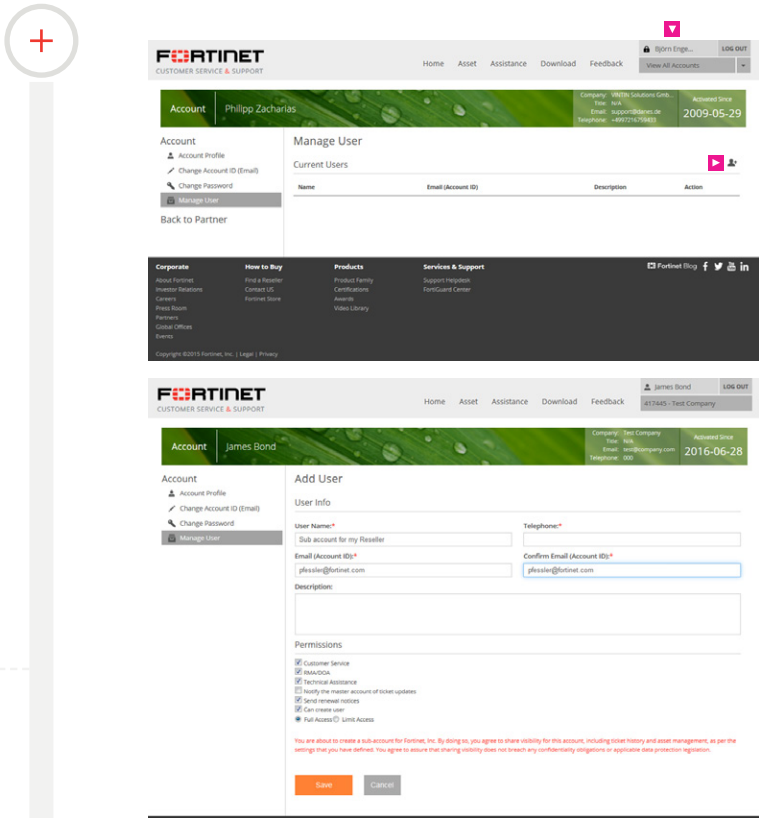 FORTINET
CUSTOMER SERVICE & SUPPORT
Home Asset Assistance Download Feedback
Björn Enge... LOG OUT
View All Accounts
Account Philipp Zacharias
Company: VINTIN Solutions Gmb...
Title: N/A
Email: support@danes.de
Telephone:
Activated Since
2009-05-29
Account
Account Profile
Change Account ID (Email)
Change Password
Manage User
Back to Partner
Manage User
Current Users
Name Email (Account ID) Description Action
Corporate
About Fortinet
Investor Relations
Careers
Press Room
Partners
Global Offices
Events
How to Buy
Find a Reseller
Contact US
Fortinet Store
Products
Product Family
Certifications
Awards
Video Library
Services & Support
Support Helpdesk
FortiGuard Center
Fortinet Blog
Copyright ©2015 Fortinet, Inc. | Legal | Privacy
FORTINET
CUSTOMER SERVICE & SUPPORT
Home Asset Assistance Download Feedback
James Bond LOG OUT
417445 - Test Company
Account James Bond
Company: Test Company
Title: N/A
Email: test@company.com
Telephone: 000
Activated Since
2016-06-28
Account
Account Profile
Change Account ID (Email)
Change Password
Manage User
Add User
User Info
User Name:* Telephone:*
Sub account for my Reseller
Email (Account ID):* Confirm Email (Account ID):*
pfessler@fortinet.com pfessler@fortinet.com
Description:
Permissions
Customer Service
RMA/DOA
Technical Assistance
Notify the master account of ticket updates
Send renewal notices
Can create user
Full Access Limit Access
You are about to create a sub-account for Fortinet, Inc. By doing so, you agree to share visibility for this account, including ticket history and asset management, as per the
settings that you have defined. You agree to assure that sharing visibility does not breach any confidentiality obligations or applicable data protection legislation.
Save Cancel